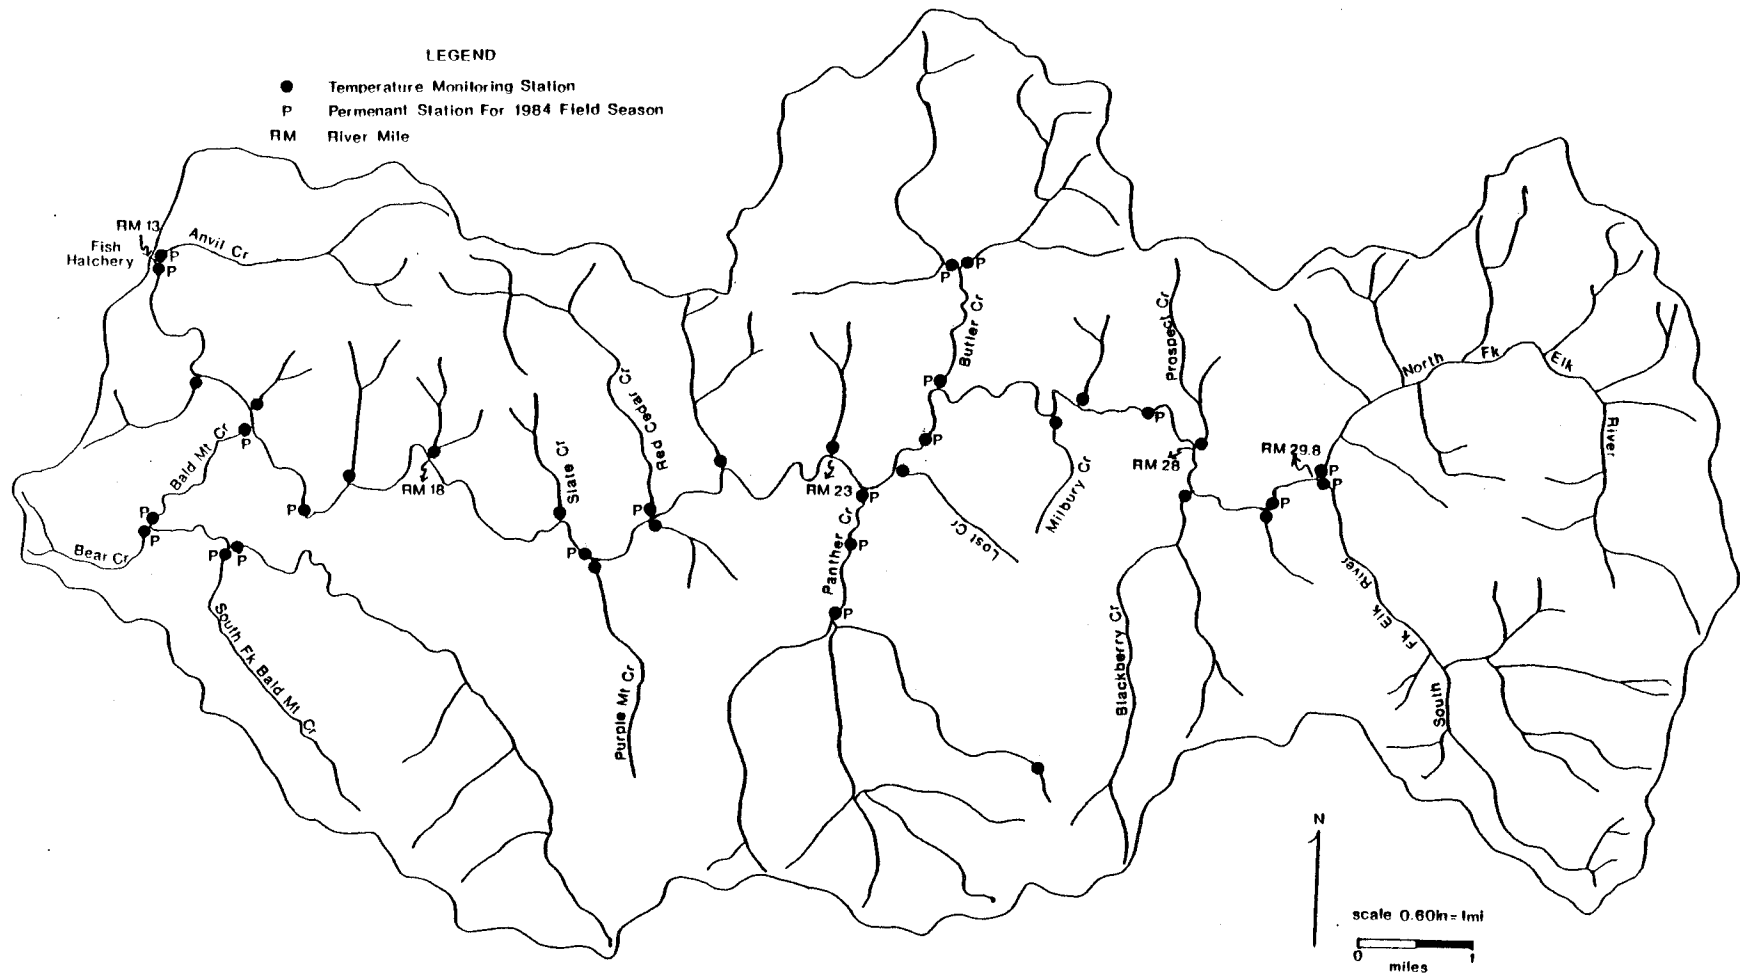 LEGEND
Temperature Monitoring Station
P Permenant Station For 1984 Field Season
RM River Mile
RM 13
Fish
Hatchery
P
P
Anvil Cr
Bald Mt Cr
P
P
P
Bear Cr
P
P
South Fk Bald Mt Cr
P
RM 18
Slate Cr
P
Red Cedar Cr
P
Purple Mt Cr
RM 23
P
Panther Cr
P
P
P
P
Butler Cr
P
P
Lost Cr
Milbury Cr
P
Prospect Cr
RM 28
Blackberry Cr
P
RM 29.8
P
P
North Fk Elk River
South Fk Elk River
N
scale 0.60in = 1mi
0 1
miles